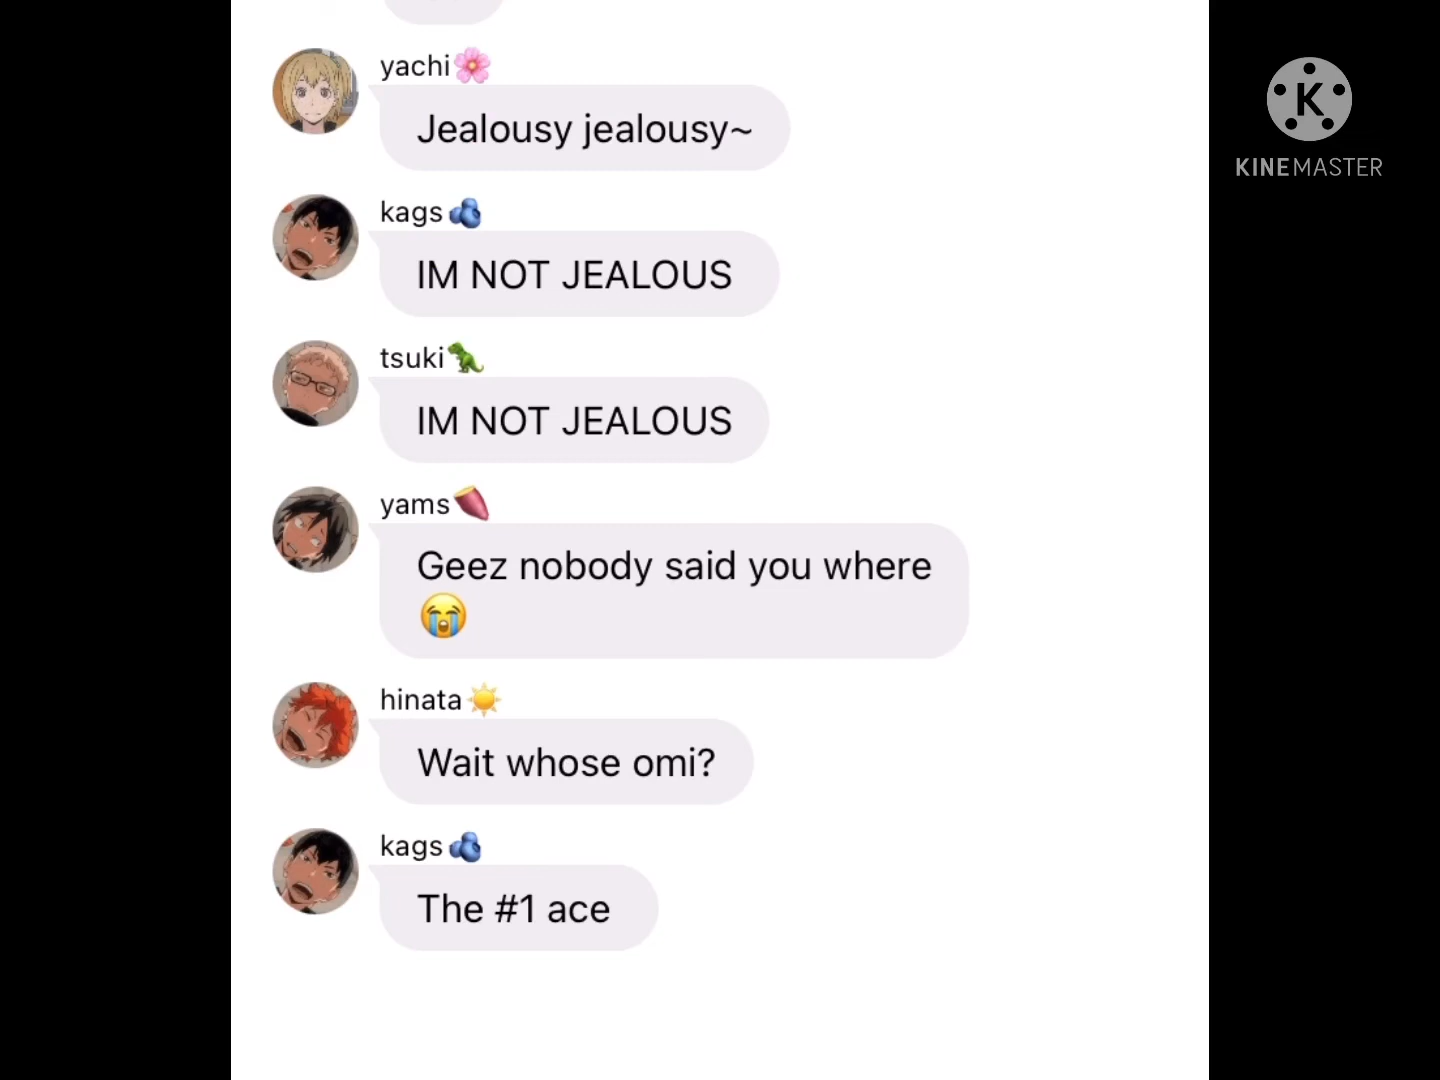 yachi🌸
Jealousy jealousy~
kags🫐
IM NOT JEALOUS
tsuki🦖
IM NOT JEALOUS
yams🍠
Geez nobody said you where
😭
hinata☀️
Wait whose omi?
kags🫐
The #1 ace
K
KINEMASTER